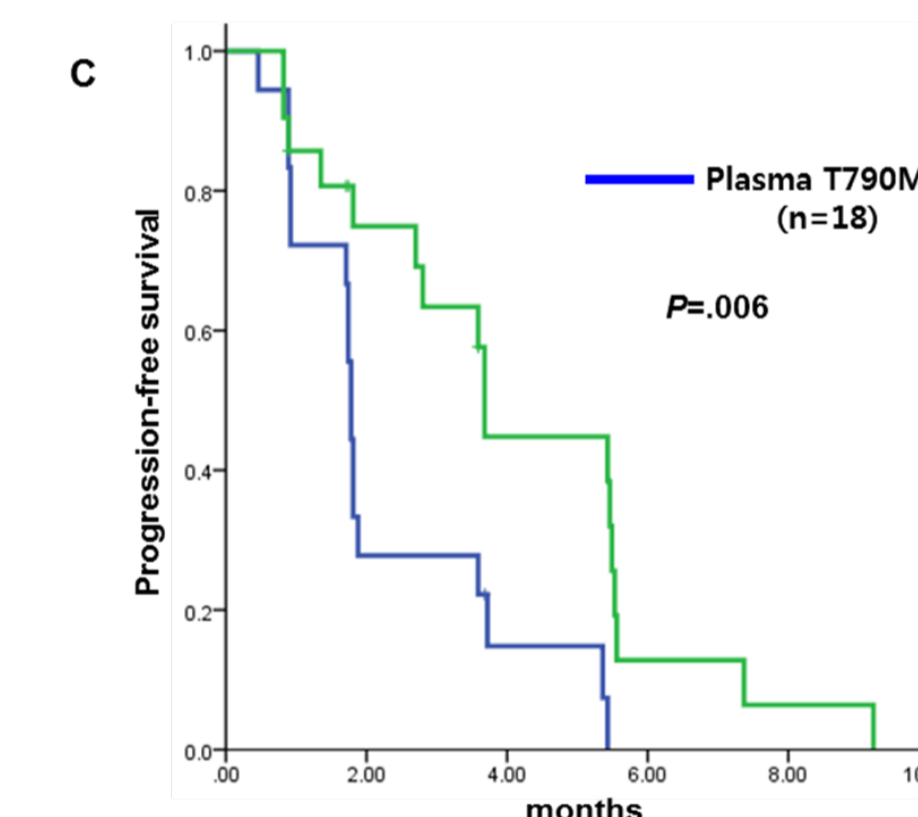 C
1.0
0.8
0.6
0.4
0.2
0.0
Progression-free survival
Plasma T790M
(n=18)
P=.006
.00 2.00 4.00 6.00 8.00 10
months